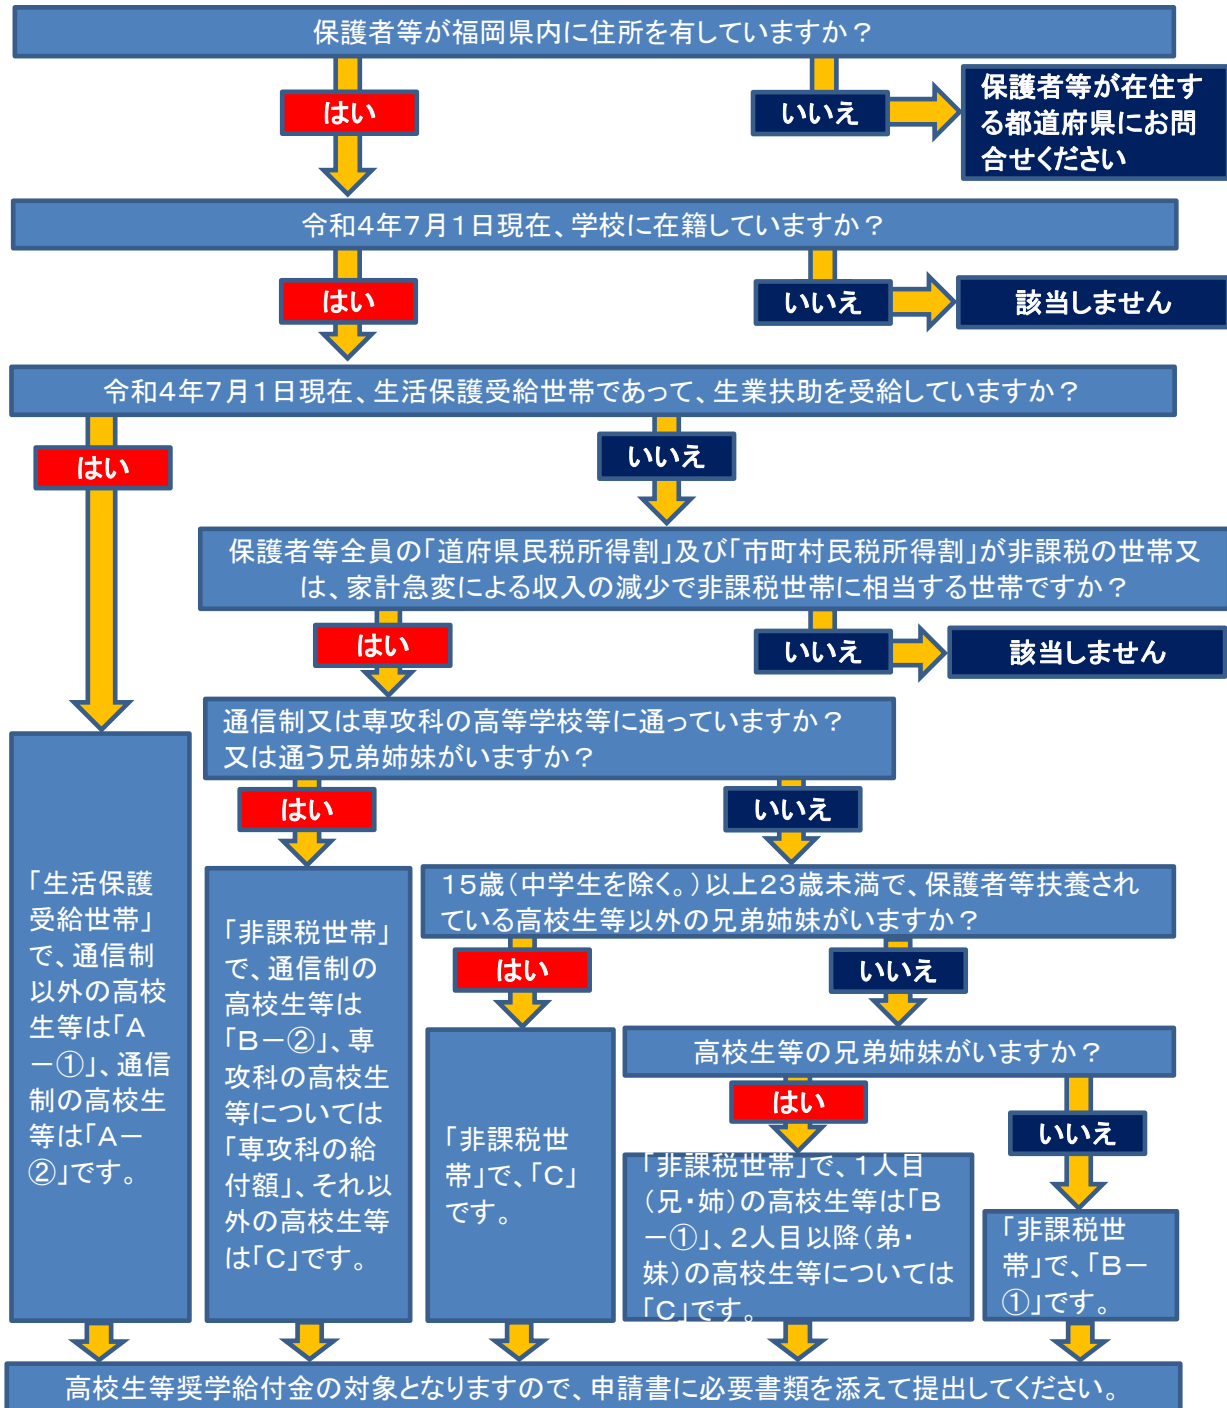 保護者等が福岡県内に住所を有していますか？
はい
いいえ
保護者等が在住す
る都道府県にお問
合せください
令和4年7月1日現在、学校に在籍していますか？
はい
いいえ
該当しません
令和4年7月1日現在、生活保護受給世帯であって、生業扶助を受給していますか？
はい
いいえ
保護者等全員の「道府県民税所得割」及び「市町村民税所得割」が非課税の世帯又
は、家計急変による収入の減少で非課税世帯に相当する世帯ですか？
はい
いいえ
該当しません
通信制又は専攻科の高等学校等に通っていますか？
又は通う兄弟姉妹がいますか？
はい
いいえ
15歳（中学生を除く。）以上23歳未満で、保護者等扶養され
ている高校生等以外の兄弟姉妹がいますか？
はい
いいえ
高校生等の兄弟姉妹がいますか？
はい
いいえ
「生活保護
受給世帯」
で、通信制
以外の高校
生等は「A
－①」、通信
制の高校生
等は「A－
②」です。
「非課税世帯」
で、通信制の
高校生等は
「B－②」、専
攻科の高校生
等については
「専攻科の給
付額」、それ以
外の高校生等
は「C」です。
「非課税世
帯」で、「C」
です。
「非課税世帯」で、1人目
（兄・姉）の高校生等は「B
－①」、2人目以降（弟・
妹）の高校生等については
「C」です。
「非課税世
帯」で、「B－
①」です。
高校生等奨学給付金の対象となりますので、申請書に必要書類を添えて提出してください。